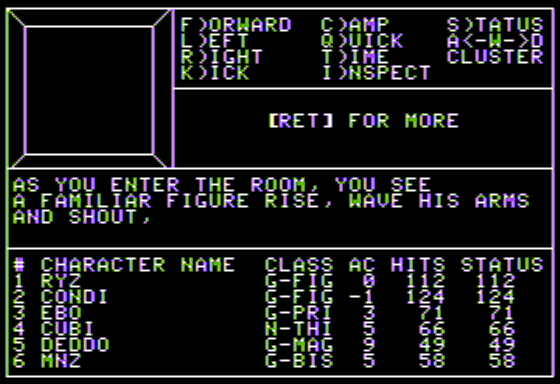 F)ORWARD C)AMP S)TATUS
L)EFT Q)UICK A<-W->D
R)IGHT T)IME CLUSTER
K)ICK I)NSPECT
[RET] FOR MORE
AS YOU ENTER THE ROOM, YOU SEE
A FAMILIAR FIGURE RISE, WAVE HIS ARMS
AND SHOUT,
# CHARACTER NAME CLASS AC HITS STATUS
1 RYZ G-FIG 0 112 112
2 CONDI G-FIG -1 124 124
3 EBO G-PRI 3 71 71
4 CUBI N-THI 5 66 66
5 DEDDO G-MAG 9 49 49
6 MNZ G-BIS 5 58 58